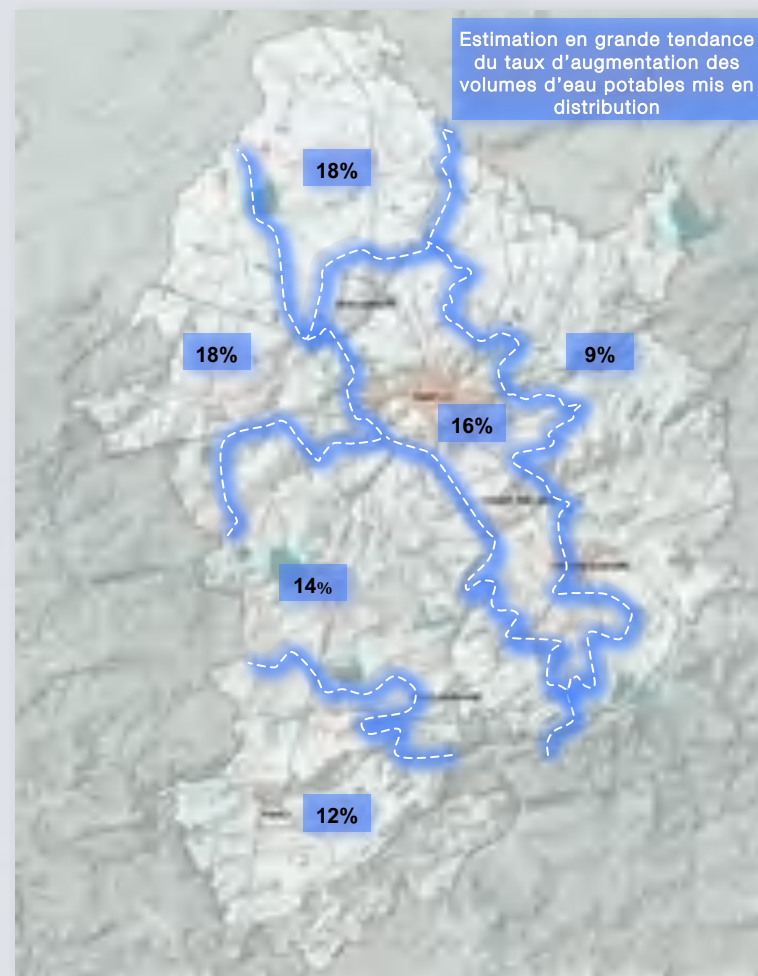 Estimation en grande tendance
du taux d'augmentation des
volumes d'eau potables mis en
distribution
18%
18%
9%
16%
14%
12%